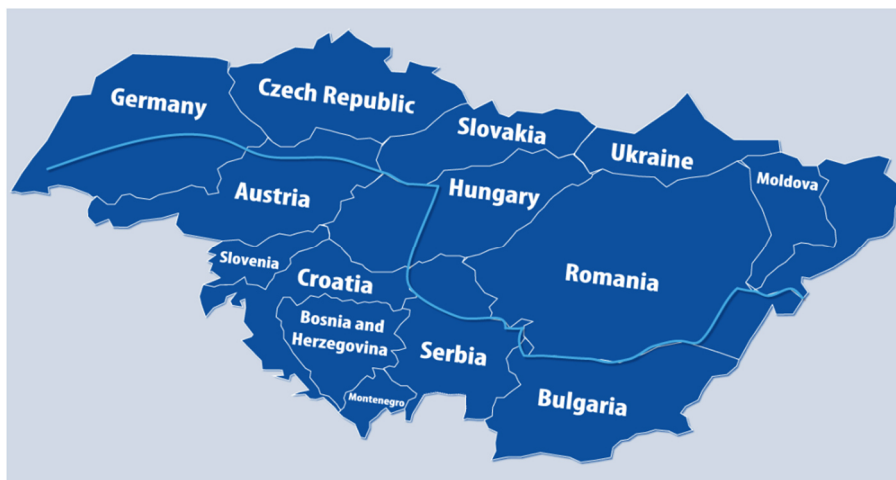 Germany
Czech Republic
Slovakia
Ukraine
Moldova
Austria
Hungary
Slovenia
Croatia
Romania
Bosnia and
Herzegovina
Serbia
Montenegro
Bulgaria